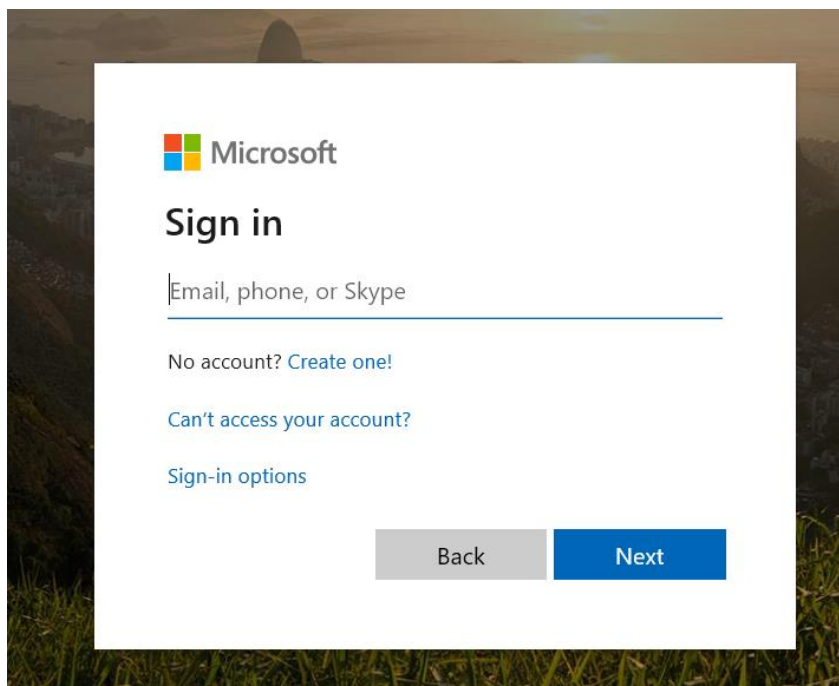 Microsoft
Sign in
Email, phone, or Skype
No account? Create one!
Can't access your account?
Sign-in options
Back Next